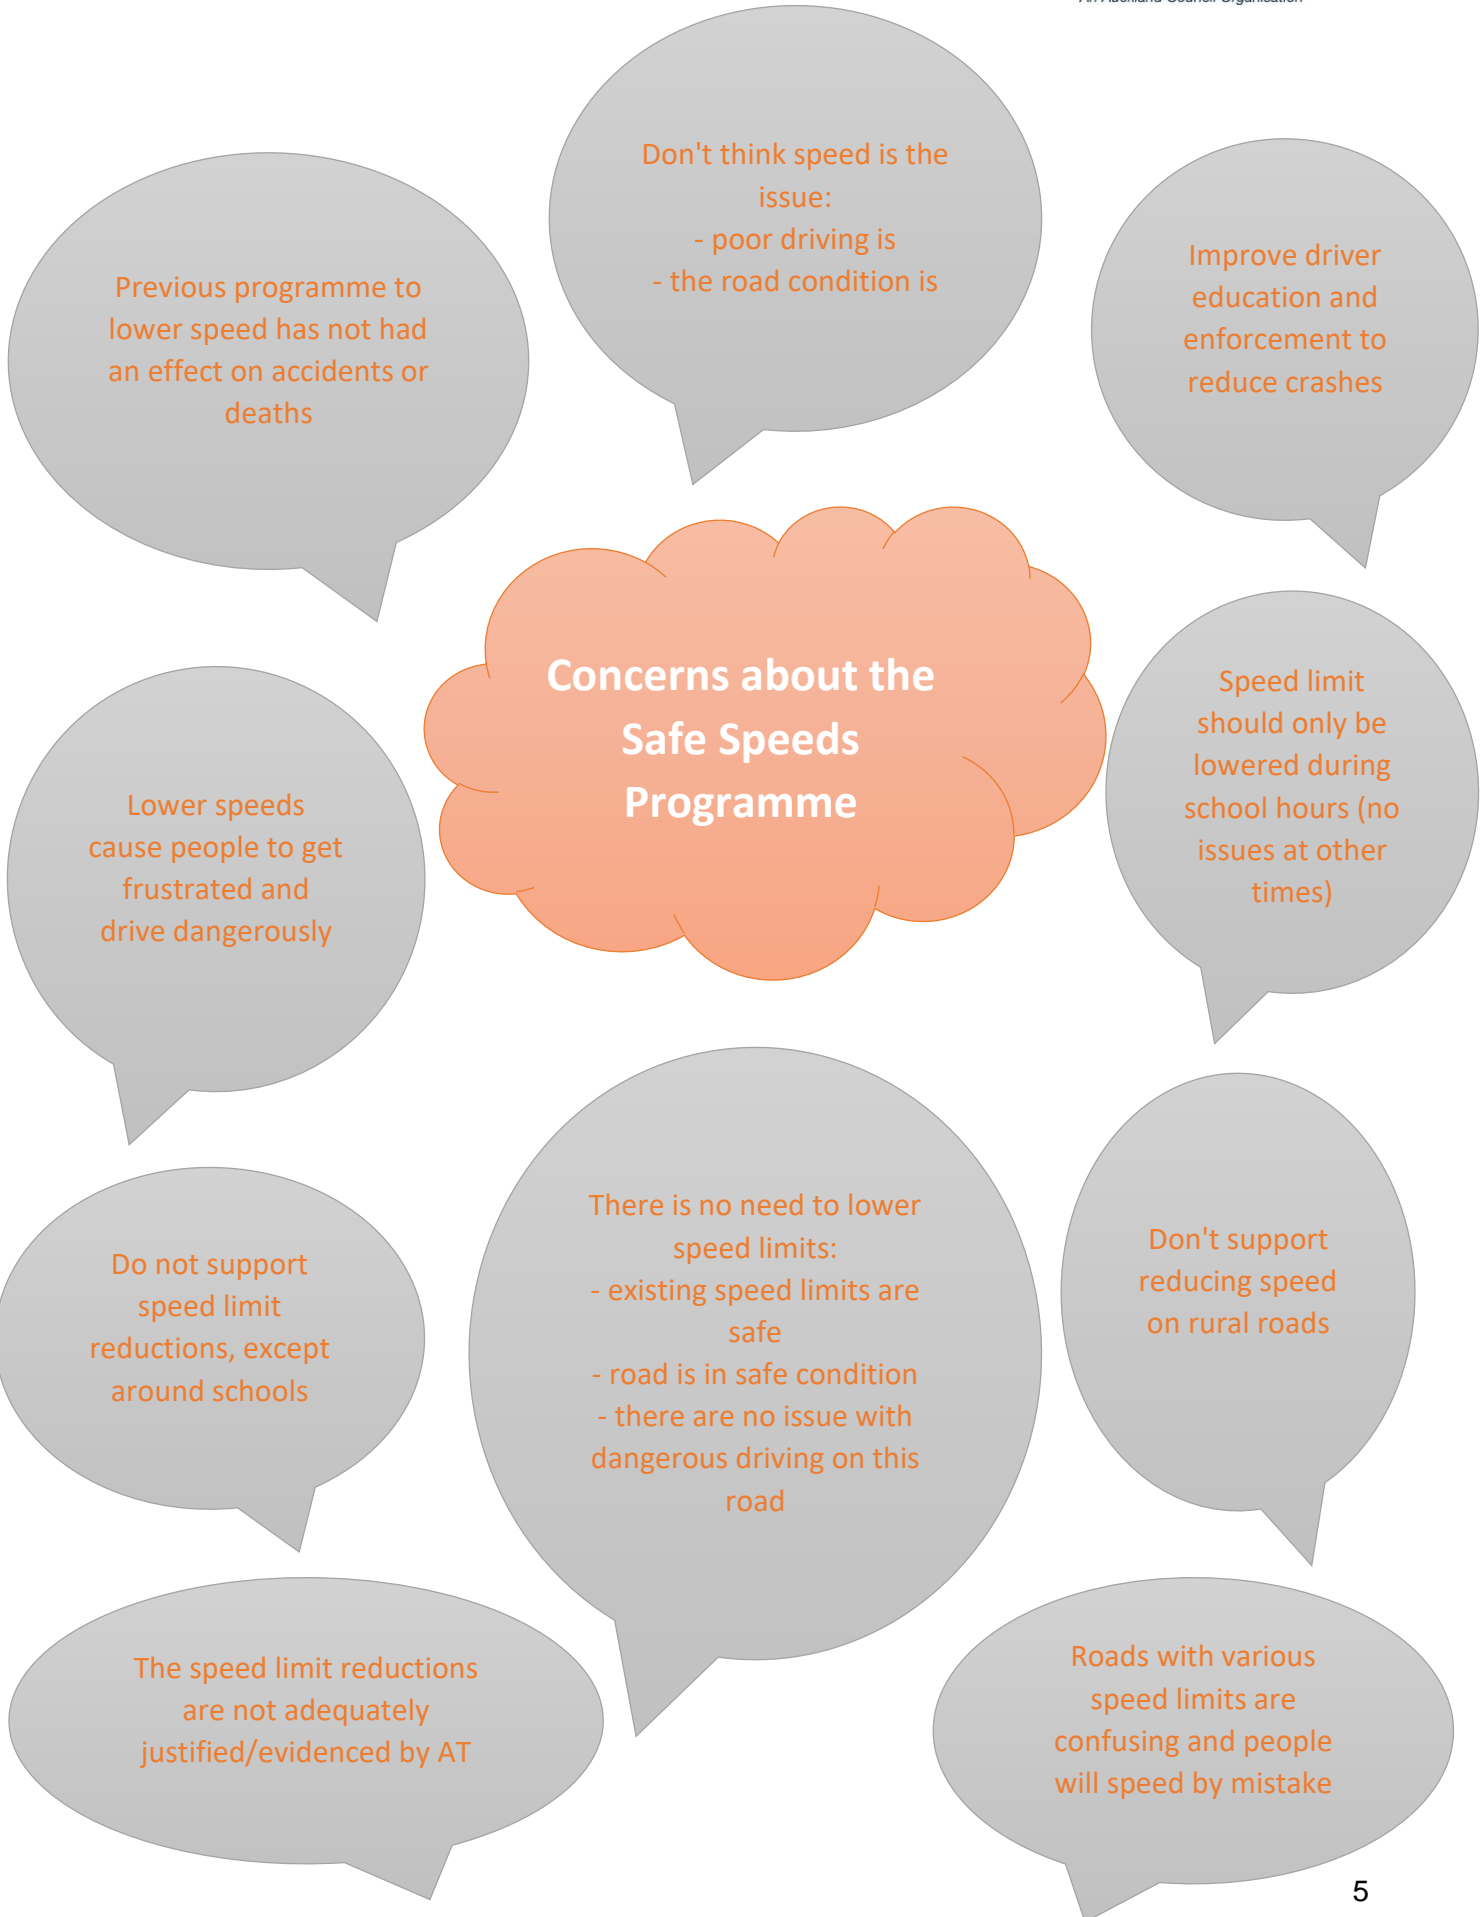 An Auckland Council Organisation
Don't think speed is the
issue:
- poor driving is
- the road condition is
Previous programme to
lower speed has not had
an effect on accidents or
deaths
Improve driver
education and
enforcement to
reduce crashes
Concerns about the
Safe Speeds
Programme
Speed limit
should only be
lowered during
school hours (no
issues at other
times)
Lower speeds
cause people to get
frustrated and
drive dangerously
There is no need to lower
speed limits:
- existing speed limits are
safe
- road is in safe condition
- there are no issue with
dangerous driving on this
road
Do not support
speed limit
reductions, except
around schools
Don't support
reducing speed
on rural roads
The speed limit reductions
are not adequately
justified/evidenced by AT
Roads with various
speed limits are
confusing and people
will speed by mistake
5